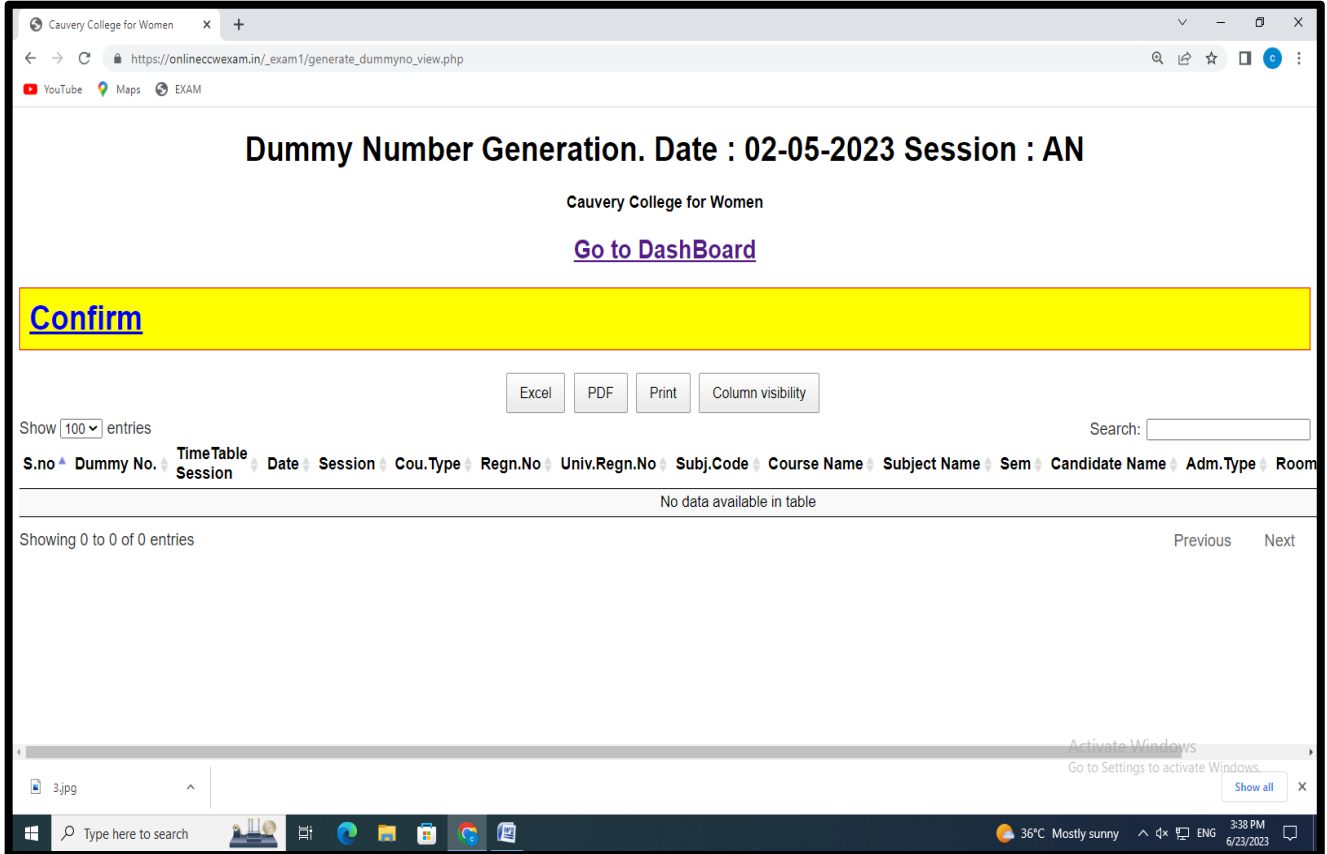 Cauvery College for Women
https://onlineccwexam.in/_exam1/generate_dummyno_view.php
YouTube Maps EXAM
Dummy Number Generation. Date : 02-05-2023 Session : AN
Cauvery College for Women
Go to DashBoard
Confirm
Excel PDF Print Column visibility
Show 100 entries Search:
S.no Dummy No. TimeTable Session Date Session Cou.Type Regn.No Univ.Regn.No Subj.Code Course Name Subject Name Sem Candidate Name Adm.Type Room
No data available in table
Showing 0 to 0 of 0 entries Previous Next
Activate Windows
Go to Settings to activate Windows.
3.jpg Show all
Type here to search 36°C Mostly sunny ENG 3:38 PM
6/23/2023